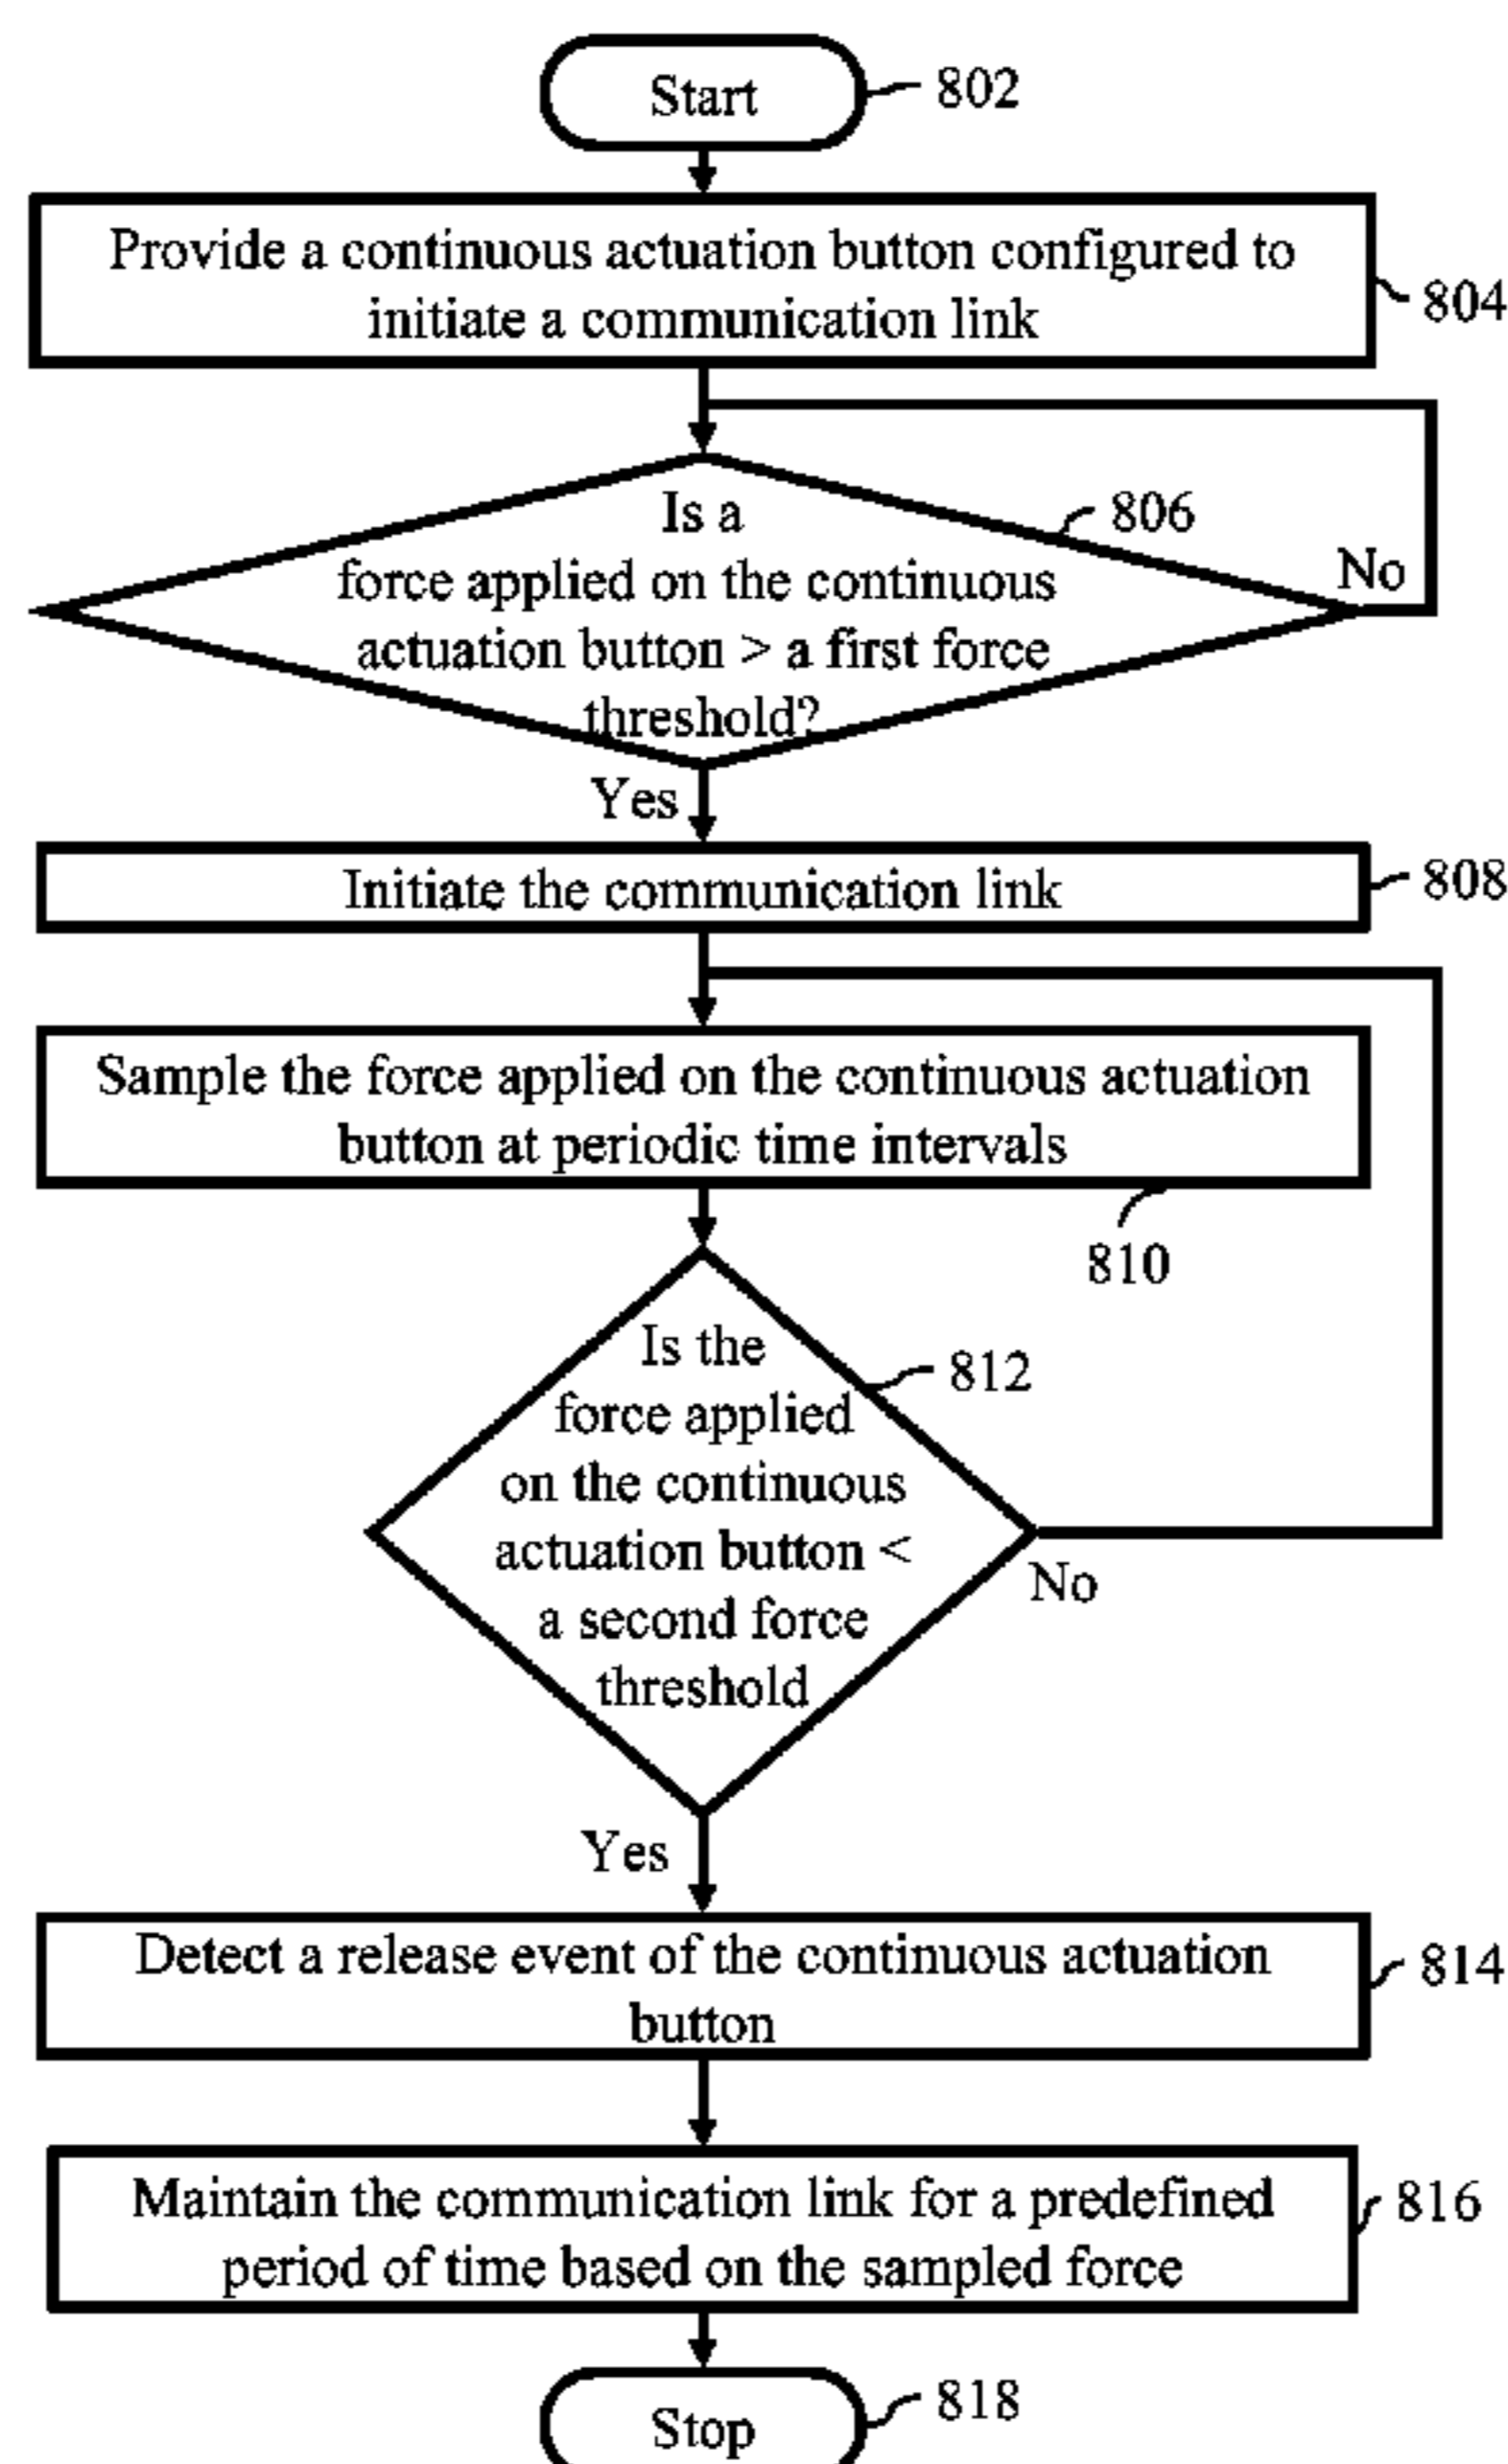 Start
802
Provide a continuous actuation button configured to
initiate a communication link
804
Is a
806
force applied on the continuous
No
actuation button > a first force
threshold?
Yes
Initiate the communication link
808
Sample the force applied on the continuous actuation
button at periodic time intervals
810
Is the
812
force applied
on the continuous
actuation button <
No
a second force
threshold
Yes
Detect a release event of the continuous actuation
button
814
Maintain the communication link for a predefined
period of time based on the sampled force
816
Stop
818